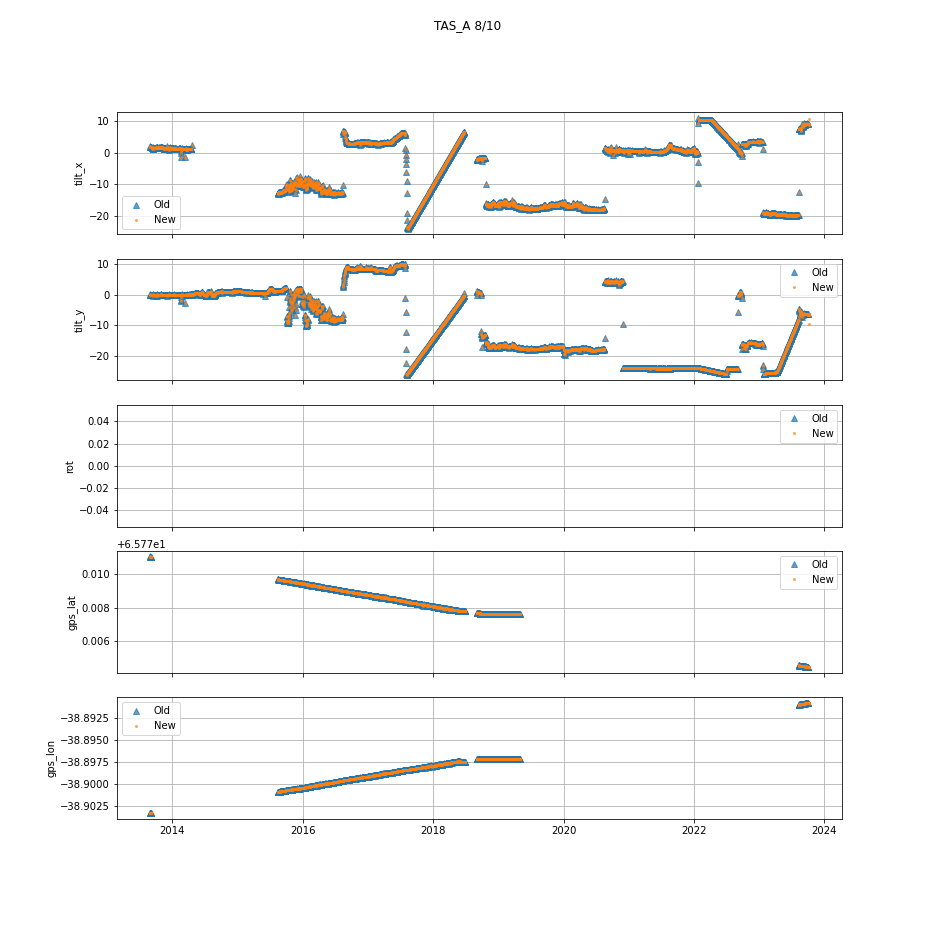 TAS_A 8/10
10
0
−10
−20
tilt_x
Old
New
10
0
−10
−20
tilt_y
Old
New
0.04
0.02
0.00
−0.02
−0.04
rot
Old
New
+6.577e1
0.010
0.008
0.006
gps_lat
Old
New
−38.8925
−38.8950
−38.8975
−38.9000
−38.9025
gps_lon
Old
New
2014 2016 2018 2020 2022 2024